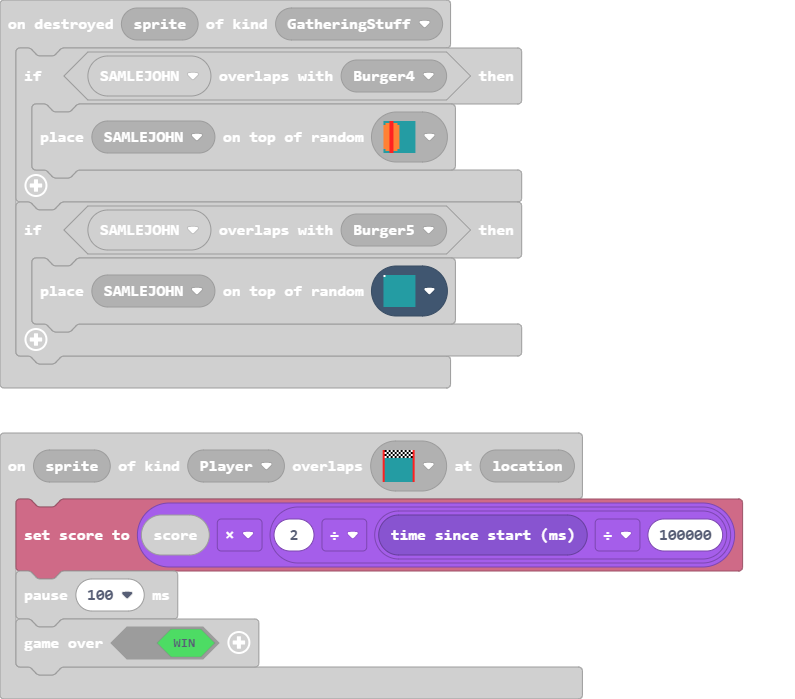 on destroyed sprite of kind GatheringStuff
if SAMLEJOHN overlaps with Burger4 then
place SAMLEJOHN on top of random
if SAMLEJOHN overlaps with Burger5 then
place SAMLEJOHN on top of random
on sprite of kind Player overlaps at location
set score to score × 2 ÷ time since start (ms) ÷ 100000
pause 100 ms
game over WIN